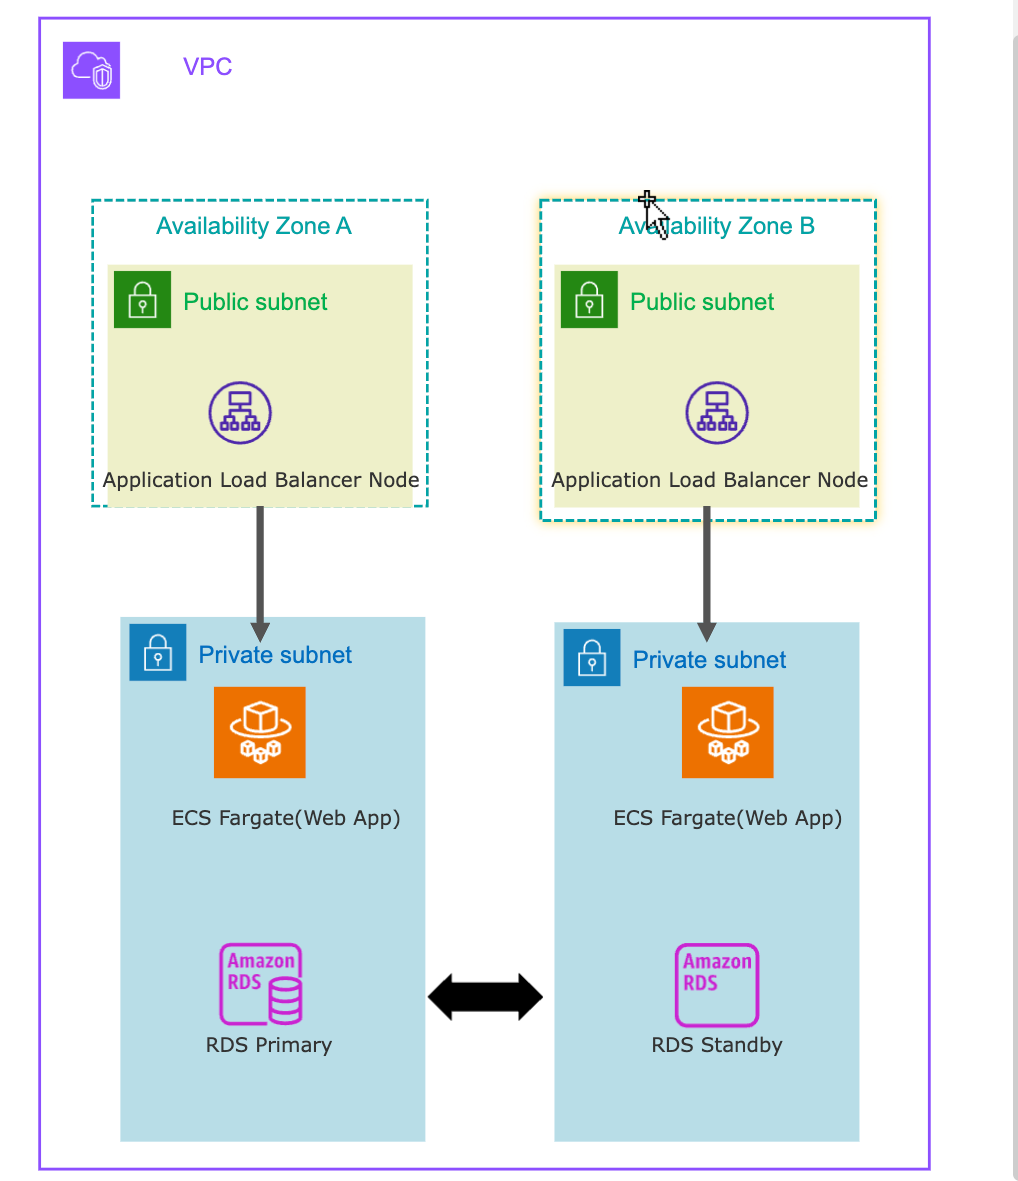 VPC
Availability Zone A
Availability Zone B
Public subnet
Public subnet
Application Load Balancer Node
Application Load Balancer Node
Private subnet
Private subnet
ECS Fargate(Web App)
ECS Fargate(Web App)
Amazon
RDS
RDS Primary
Amazon
RDS
RDS Standby